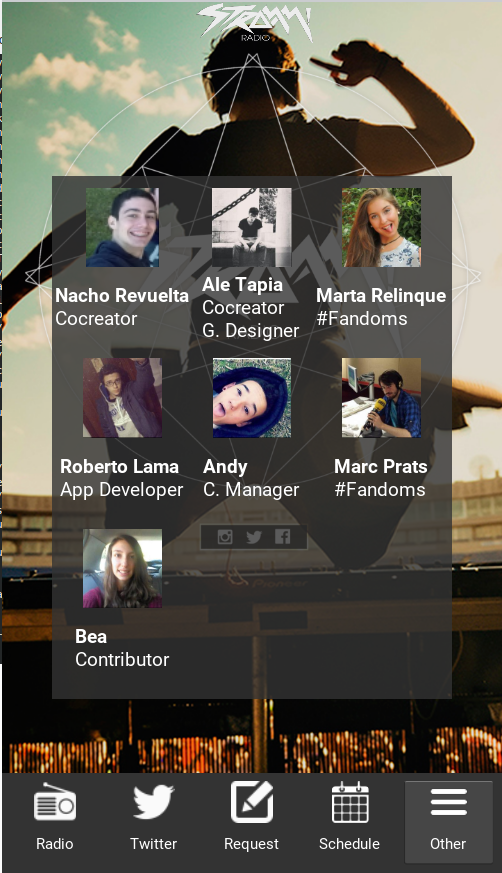 STRAMM
RADIO
Nacho Revuelta
Cocreator
Ale Tapia
Cocreator
G. Designer
Marta Relinque
#Fandoms
Roberto Lama
App Developer
Andy
C. Manager
Marc Prats
#Fandoms
Bea
Contributor
Radio
Twitter
Request
Schedule
Other